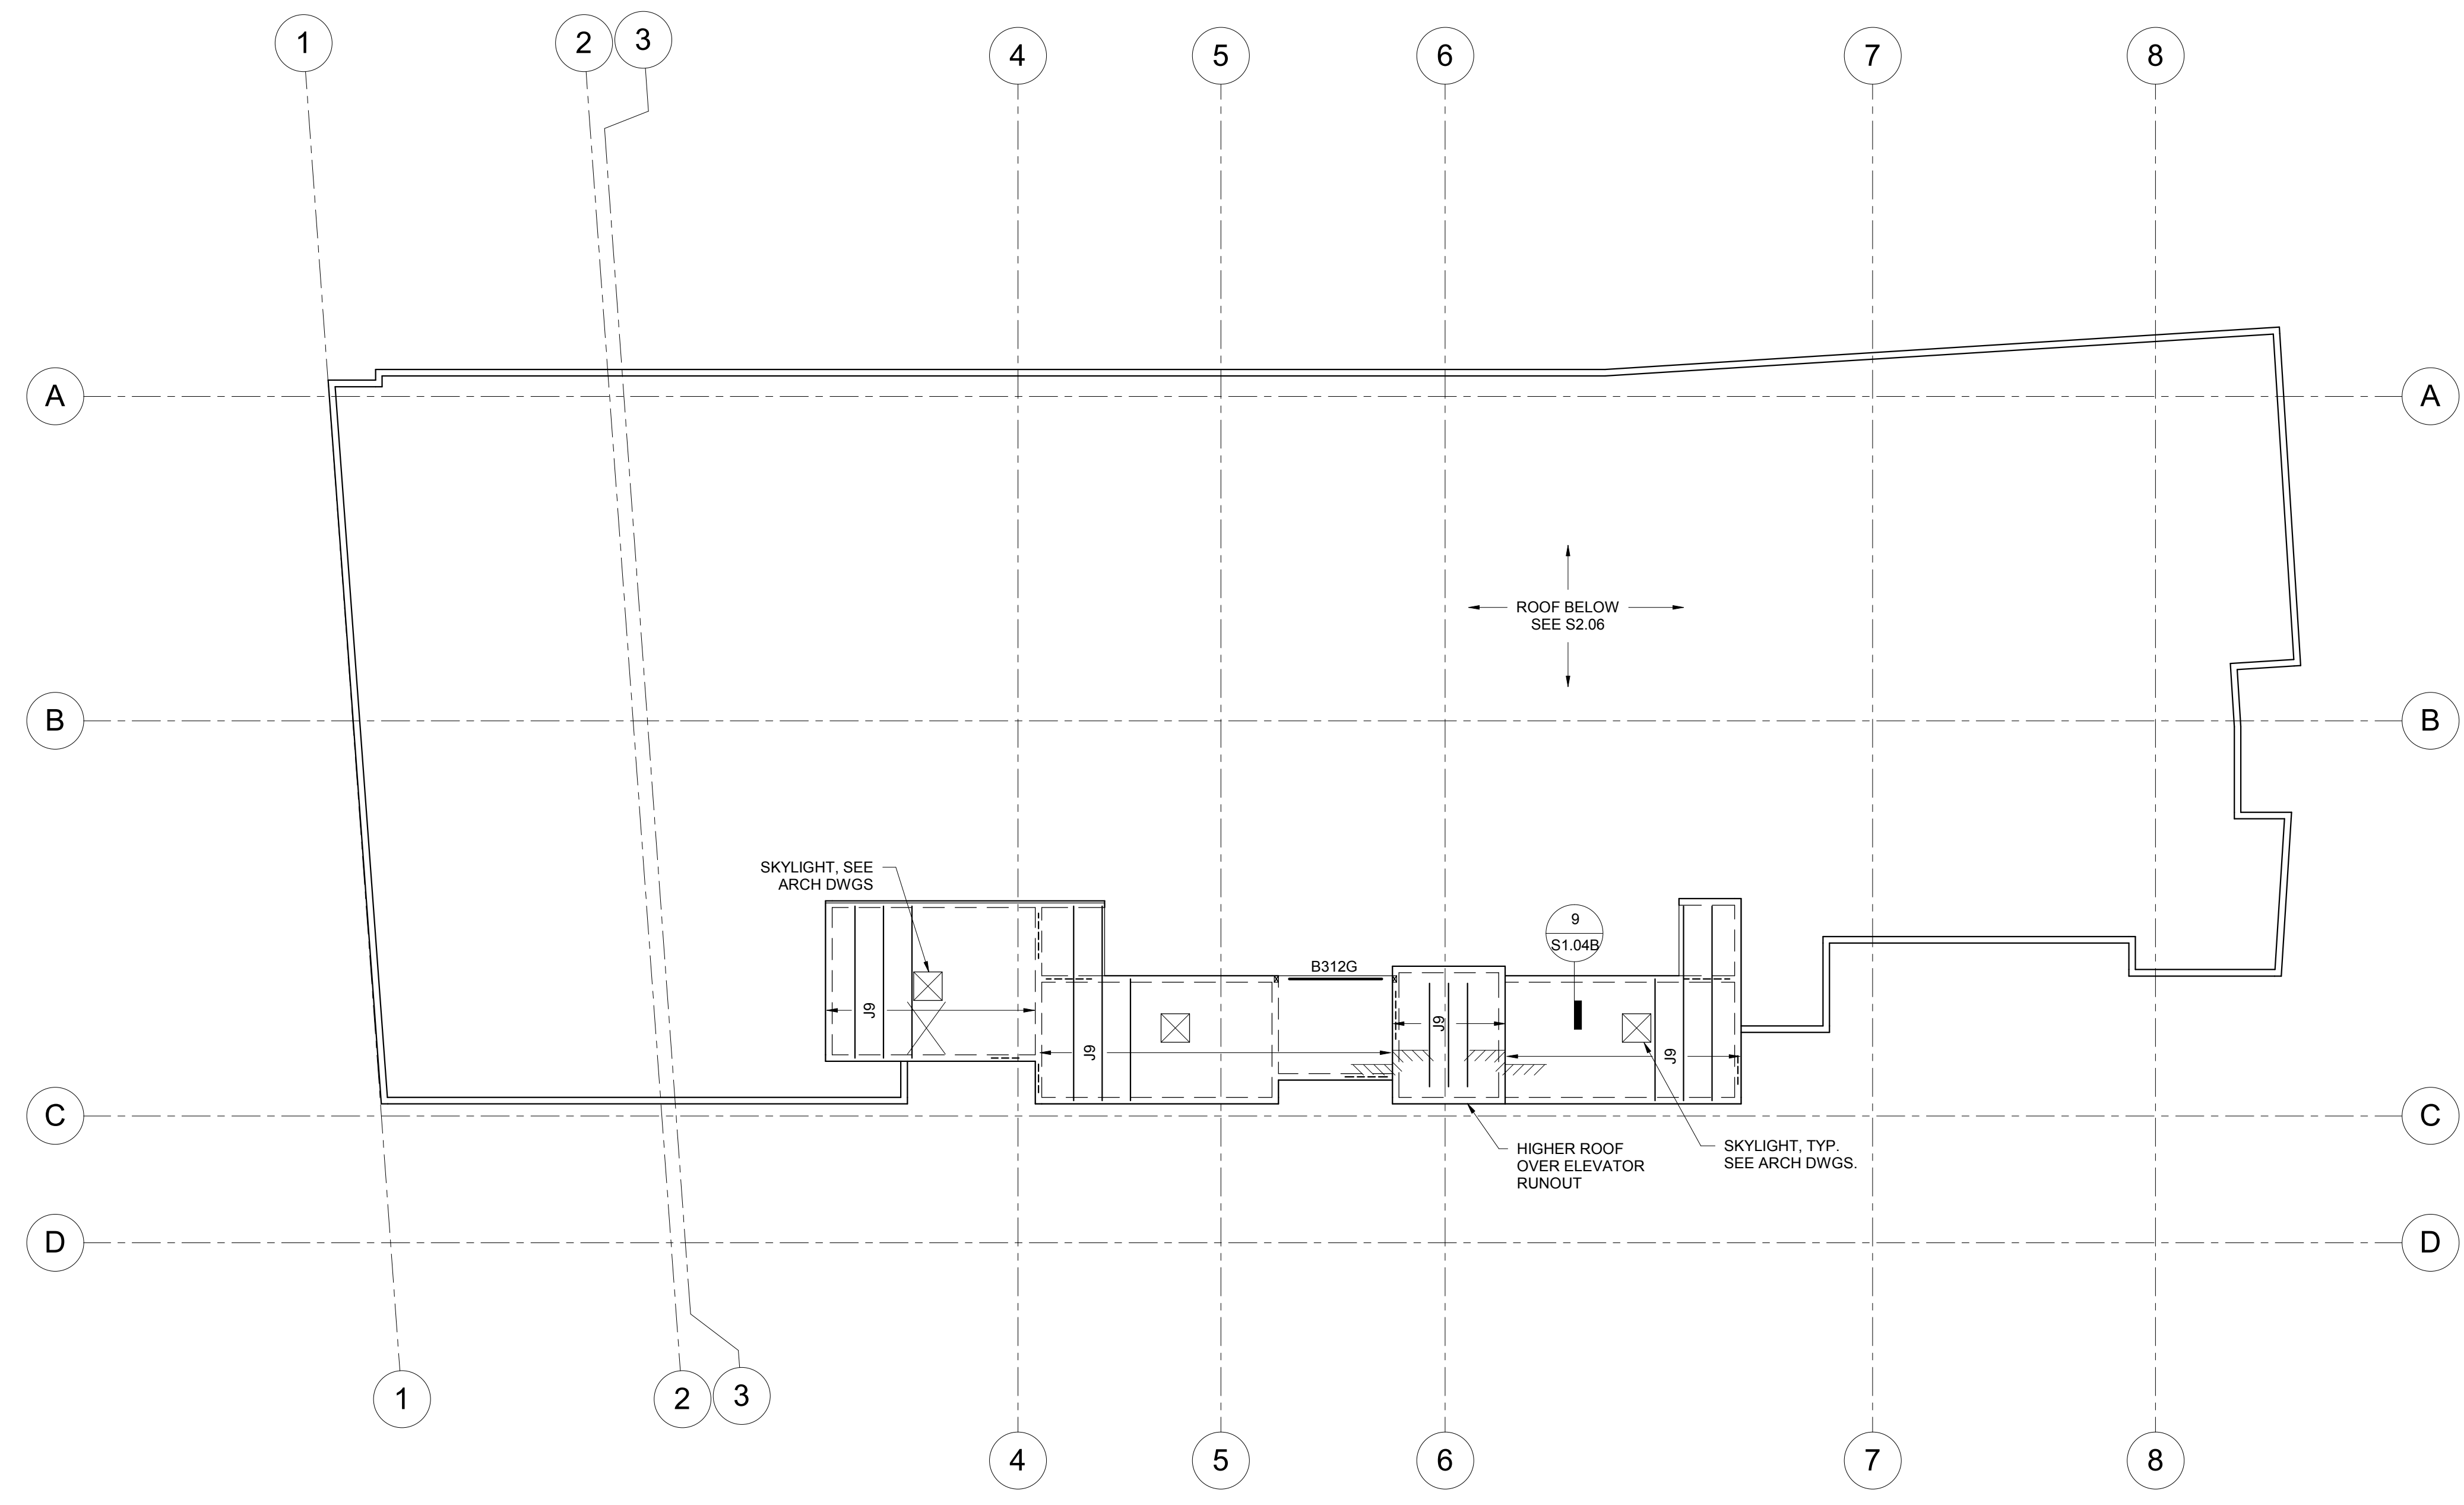 1
2
3
4
5
6
7
8
A
A
ROOF BELOW
SEE S2.06
B
B
SKYLIGHT, SEE
ARCH DWGS
9
S1.04B
B312G
J9
J9
J9
J9
C
C
HIGHER ROOF
OVER ELEVATOR
RUNOUT
SKYLIGHT, TYP.
SEE ARCH DWGS.
D
D
1
2
3
4
5
6
7
8